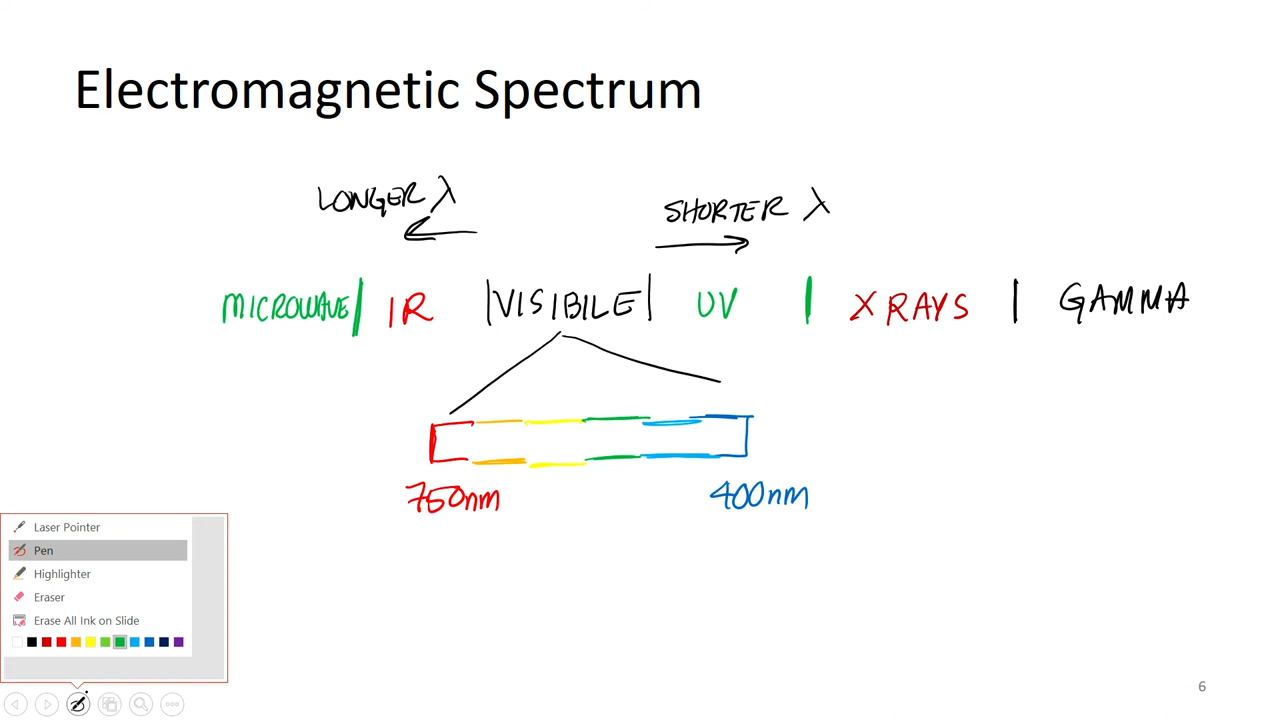 Electromagnetic Spectrum
LONGER λ
SHORTER λ
MICROWAVE | IR | VISIBILE | UV | X RAYS | GAMMA
750nm 400nm
Laser Pointer
Pen
Highlighter
Eraser
Erase All Ink on Slide
6